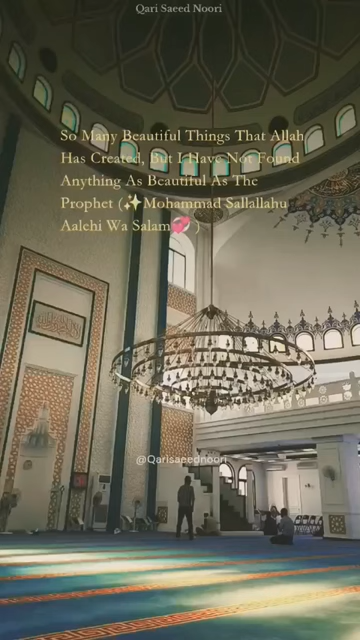 Qari Saeed Noori
So Many Beautiful Things That Allah
Has Created, But I Have Not Found
Anything As Beautiful As The
Prophet (✨Mohammad Sallallahu
Aalehi Wa Salam💞)
@Qarisaeednoori